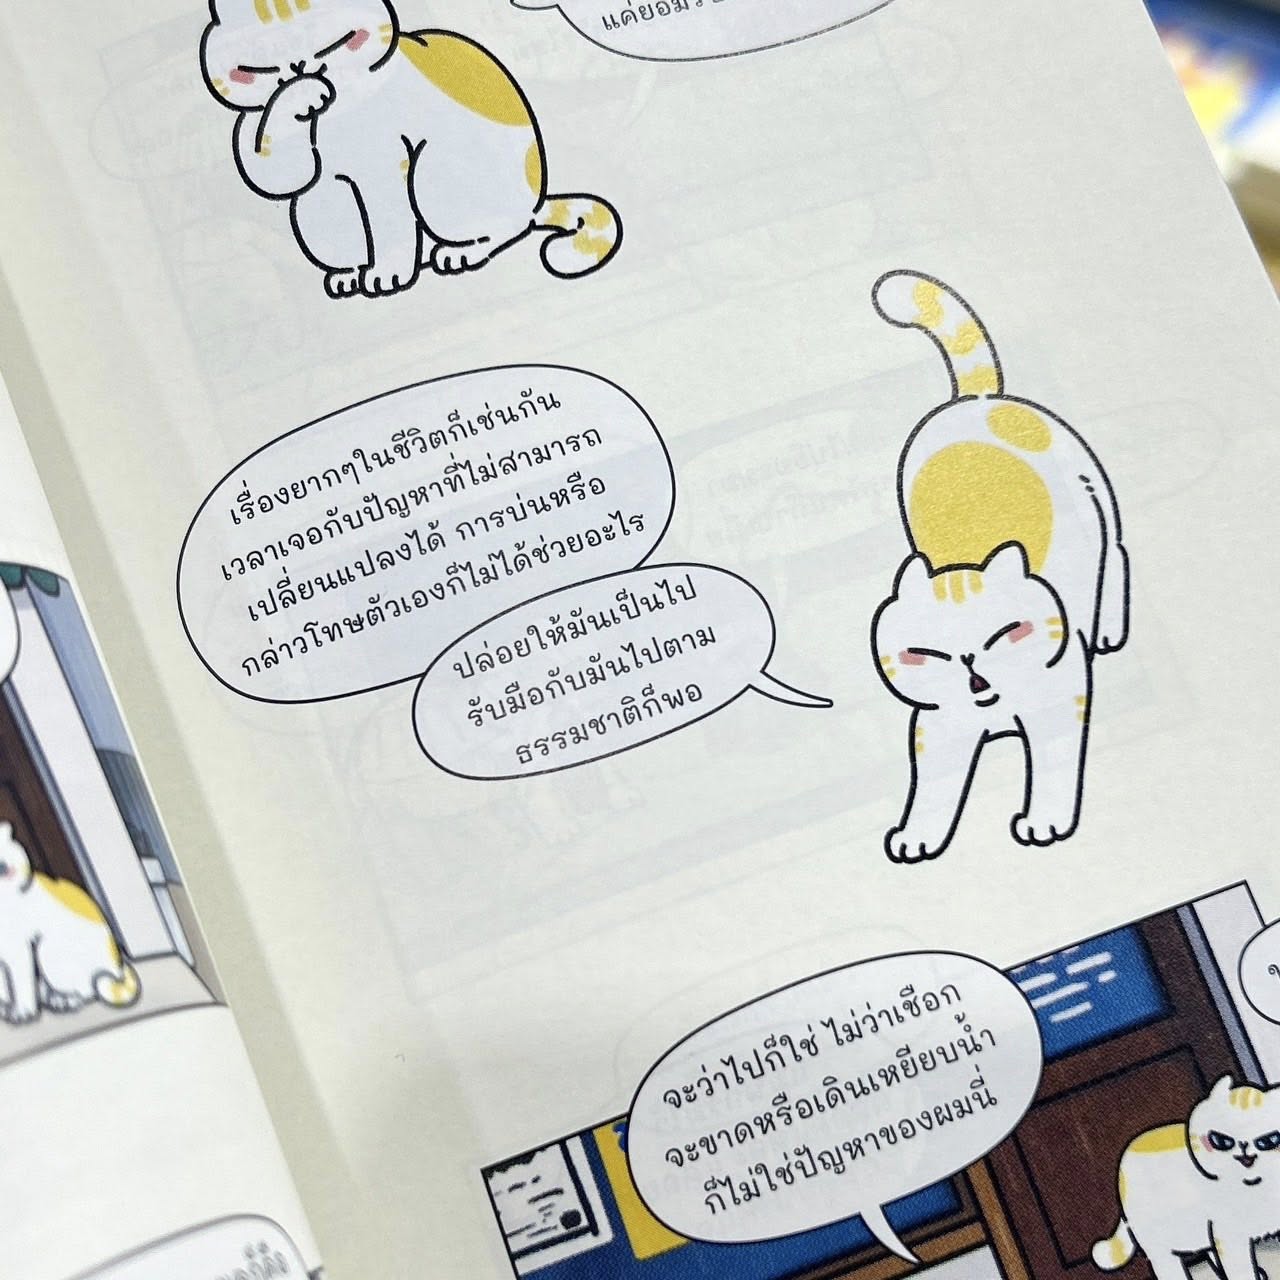 แค่ยอมรับ
เรื่องยากๆในชีวิตก็เช่นกัน
เวลาเจอกับปัญหาที่ไม่สามารถ
เปลี่ยนแปลงได้ การบ่นหรือ
กล่าวโทษตัวเองก็ไม่ได้ช่วยอะไร
ปล่อยให้มันเป็นไป
รับมือกับมันไปตาม
ธรรมชาติก็พอ
จะว่าไปก็ใช่ ไม่ว่าเชือก
จะขาดหรือเดินเหยียบน้ำ
ก็ไม่ใช่ปัญหาของผมนี่